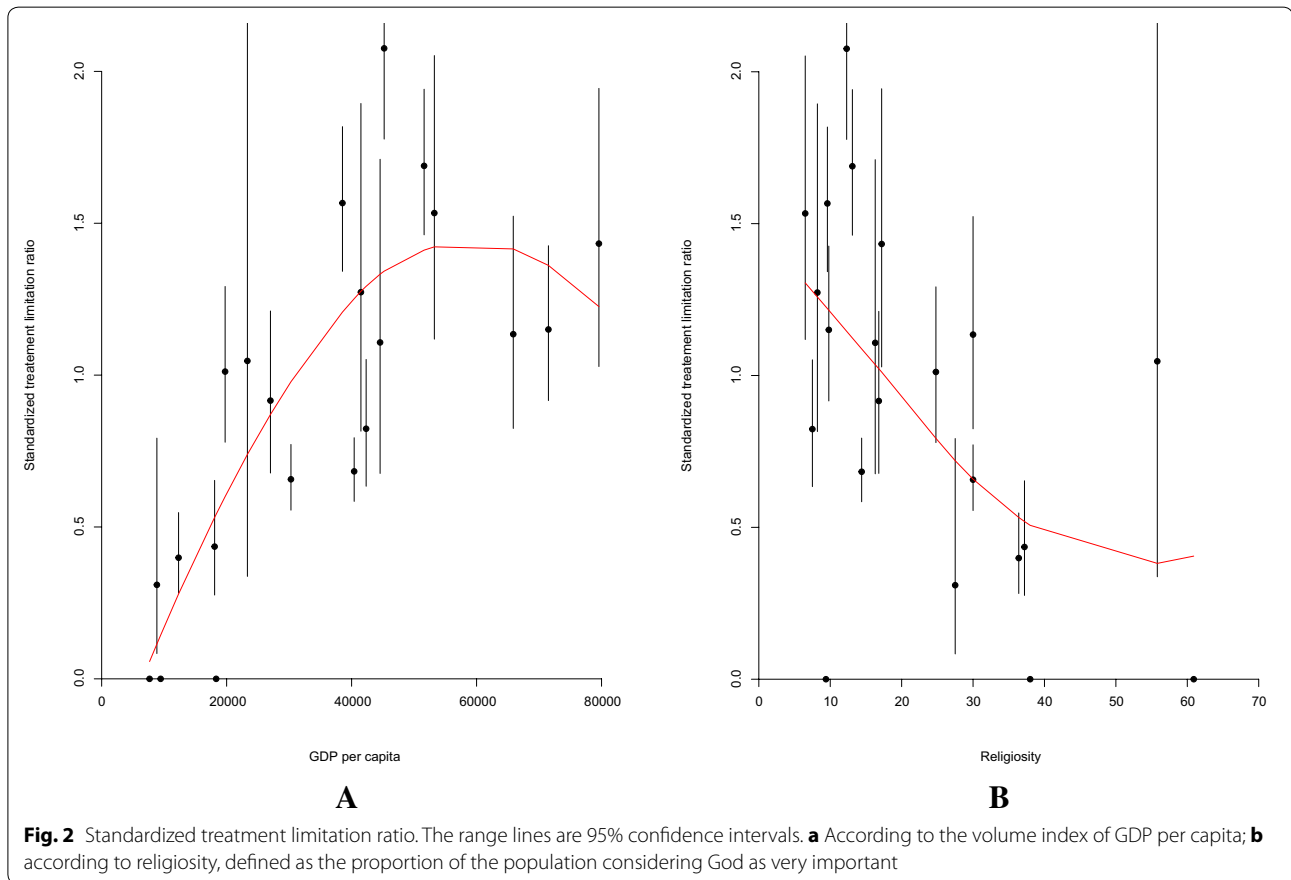 2.0
1.5
1.0
0.5
0.0
Standardized treatement limitation ratio
0 20000 40000 60000 80000
GDP per capita
A
2.0
1.5
1.0
0.5
0.0
Standardized treatement limitation ratio
0 10 20 30 40 50 60 70
Religiosity
B
Fig. 2 Standardized treatment limitation ratio. The range lines are 95% confidence intervals. a According to the volume index of GDP per capita; b
according to religiosity, defined as the proportion of the population considering God as very important